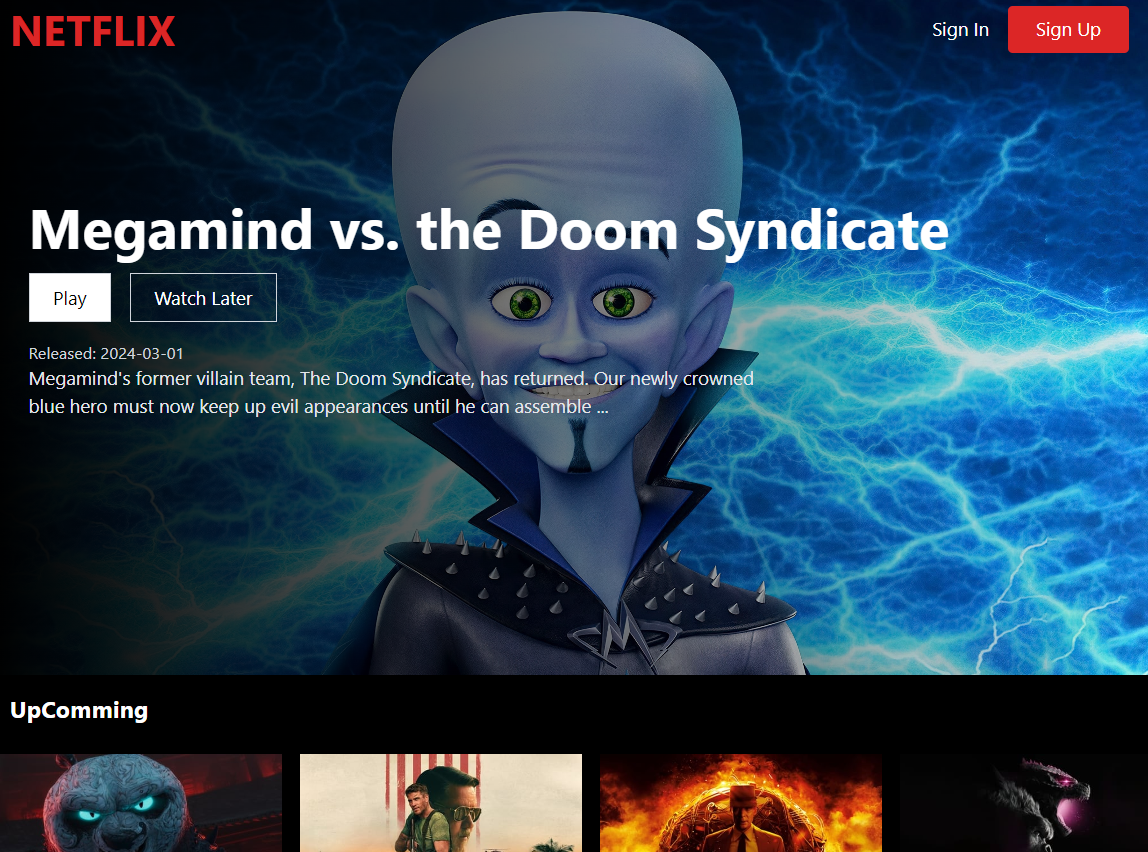 NETFLIX
Sign In
Sign Up
Megamind vs. the Doom Syndicate
Play
Watch Later
Released: 2024-03-01
Megamind's former villain team, The Doom Syndicate, has returned. Our newly crowned
blue hero must now keep up evil appearances until he can assemble ...
UpComming